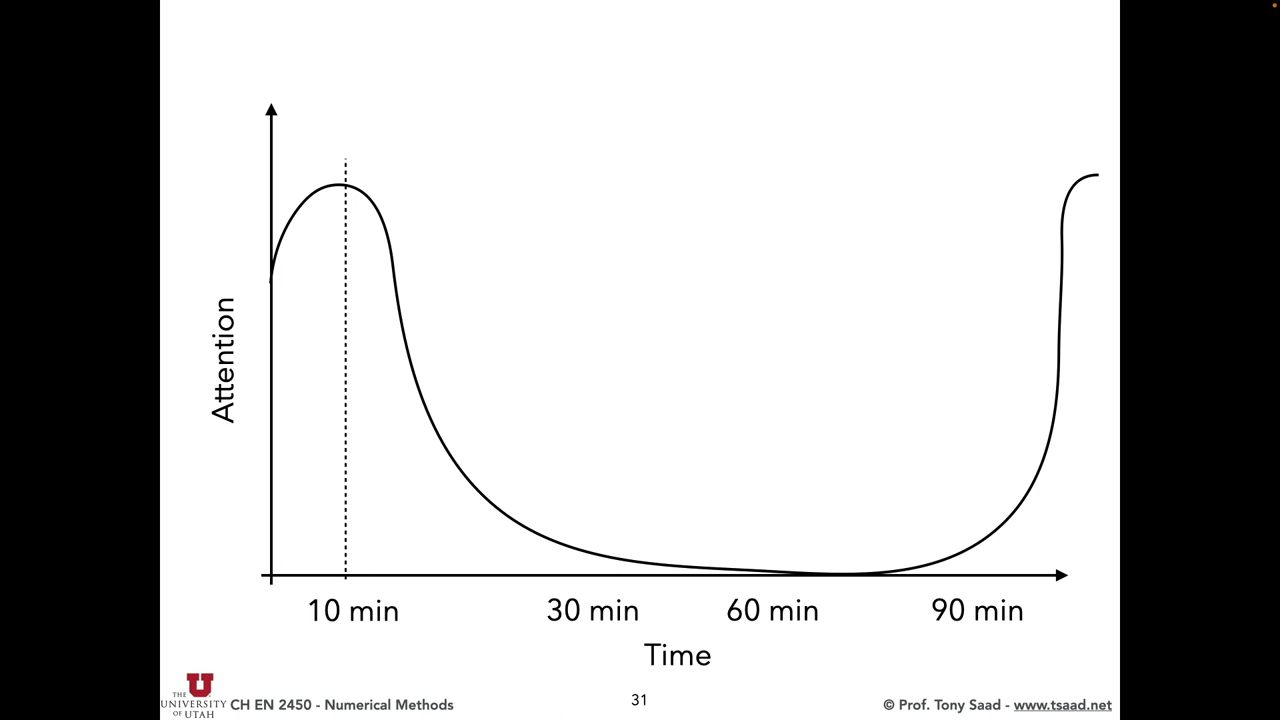 Attention
10 min 30 min 60 min 90 min
Time
THE
UNIVERSITY
OF UTAH
CH EN 2450 - Numerical Methods
31
© Prof. Tony Saad - www.tsaad.net